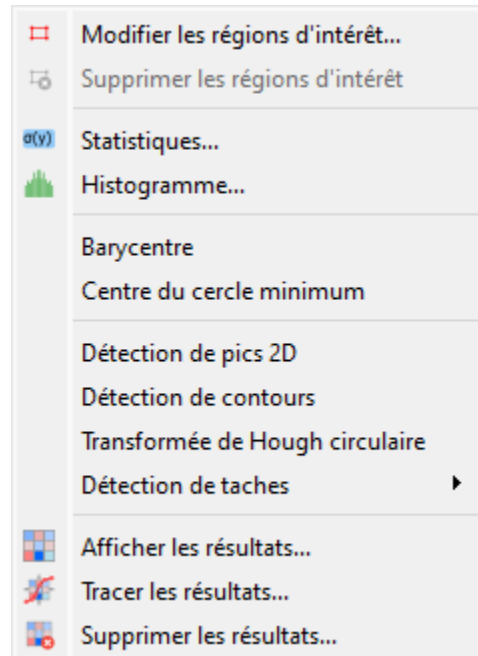 Modifier les régions d'intérêt...
Supprimer les régions d'intérêt
σ(y) Statistiques...
Histogramme...
Barycentre
Centre du cercle minimum
Détection de pics 2D
Détection de contours
Transformée de Hough circulaire
Détection de taches
Afficher les résultats...
Tracer les résultats...
Supprimer les résultats...